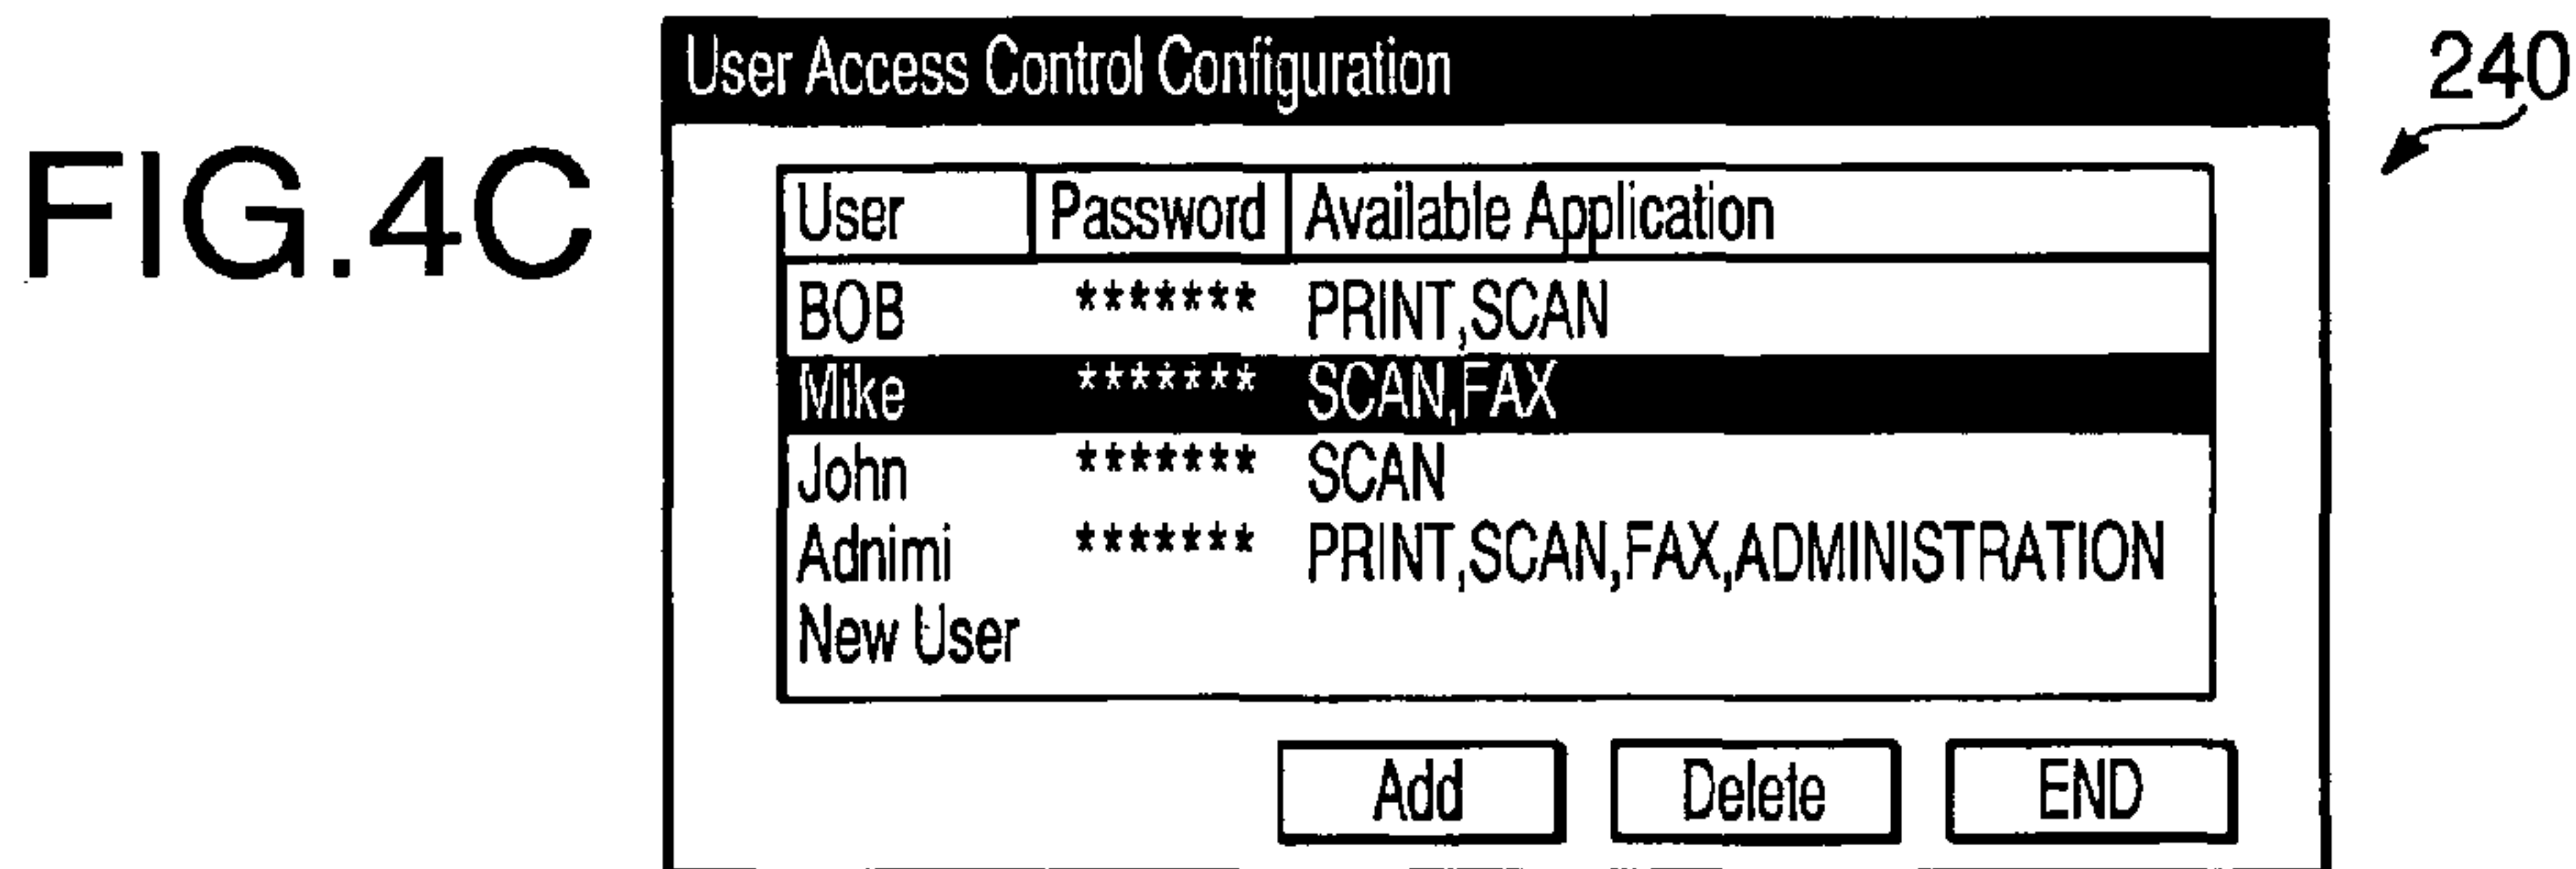 User Access Control Configuration
240
FIG.4C
User Password Available Application
BOB ******* PRINT,SCAN
Mike ******* SCAN,FAX
John ******* SCAN
Adnimi ******* PRINT,SCAN,FAX,ADMINISTRATION
New User
Add Delete END